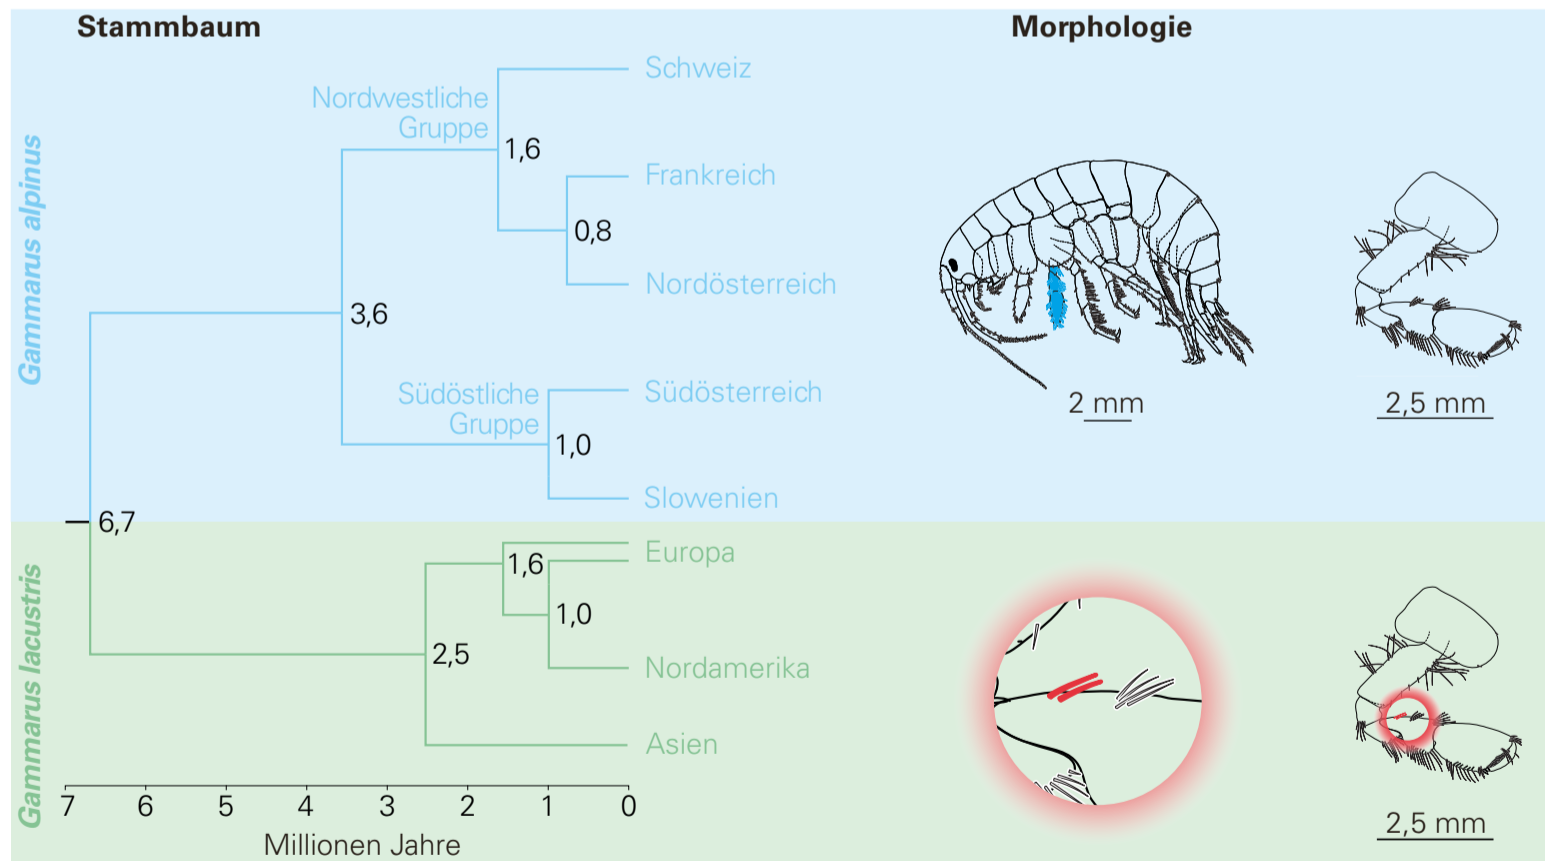 Stammbaum
Morphologie
Gammarus alpinus
Nordwestliche
Gruppe
Schweiz
1,6
Frankreich
0,8
Nordösterreich
3,6
Südöstliche
Gruppe
Südösterreich
1,0
Slowenien
2 mm
2,5 mm
6,7
Gammarus lacustris
Europa
1,6
1,0
2,5
Nordamerika
Asien
7 6 5 4 3 2 1 0
Millionen Jahre
2,5 mm